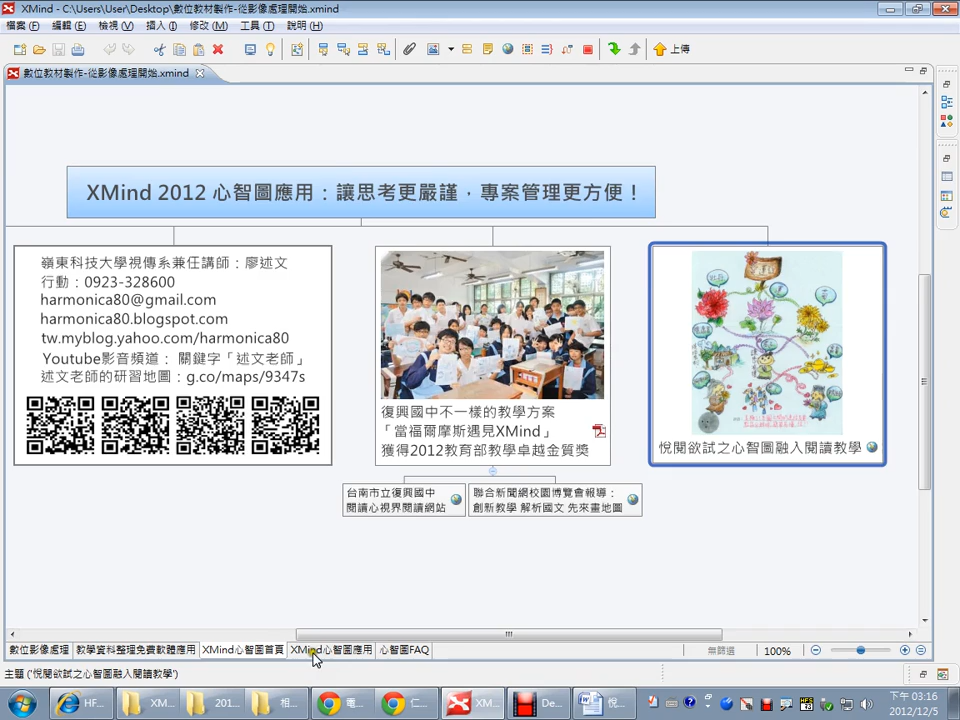 XMind - C:\Users\User\Desktop\數位教材製作-從影像處理開始.xmind
檔案(F) 編輯(E) 檢視(V) 插入(I) 修改(M) 工具(T) 說明(H)
上傳
數位教材製作-從影像處理開始.xmind
XMind 2012 心智圖應用：讓思考更嚴謹，專案管理更方便！
嶺東科技大學視傳系兼任講師：廖述文
行動：0923-328600
harmonica80@gmail.com
harmonica80.blogspot.com
tw.myblog.yahoo.com/harmonica80
Youtube影音頻道： 關鍵字「述文老師」
述文老師的研習地圖：g.co/maps/9347s
復興國中不一樣的教學方案
「當福爾摩斯遇見XMind」
獲得2012教育部教學卓越金質獎
台南市立復興國中
閱讀心視界閱讀網站
聯合新聞網校園博覽會報導：
創新教學 解析國文 先來畫地圖
悅閱欲試之心智圖融入閱讀教學
數位影像處理 教學資料整理免費軟體應用 XMind心智圖首頁 XMind心智圖應用 心智圖FAQ
無篩選 100%
主題 ('悅閱欲試之心智圖融入閱讀教學')
HF... XM... 201... 相... 電... 仁... XM... De... 悅...
下午 03:16
2012/12/5